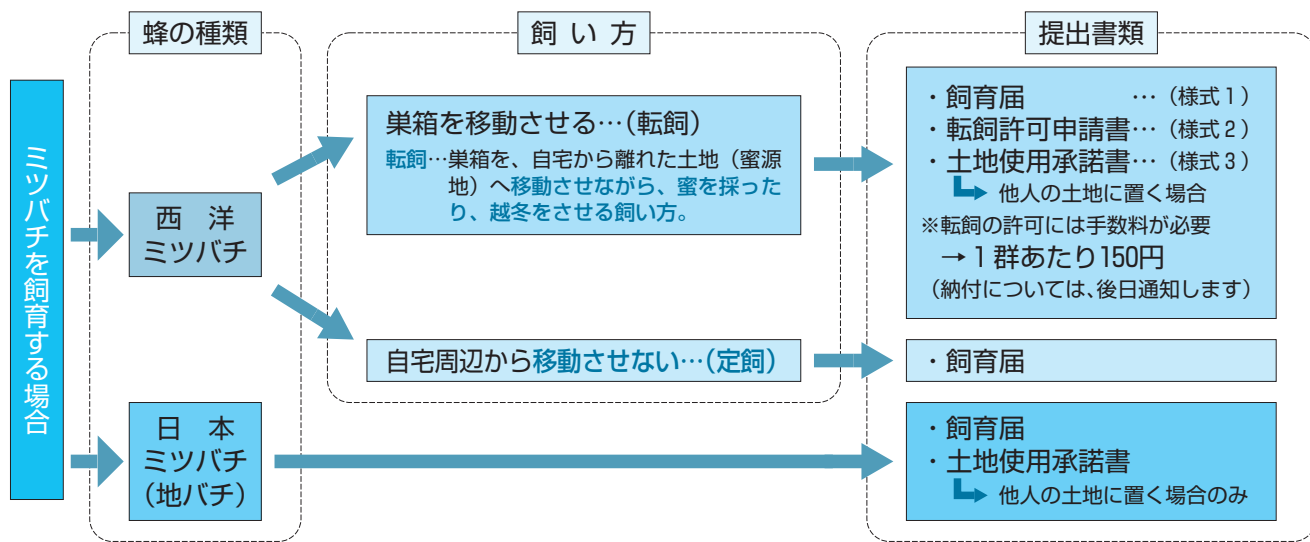 ミツバチを飼育する場合
蜂の種類
西洋
ミツバチ
日本
ミツバチ
（地バチ）
飼い方
巣箱を移動させる…（転飼）
転飼…巣箱を、自宅から離れた土地（蜜源
地）へ移動させながら、蜜を採った
り、越冬をさせる飼い方。
自宅周辺から移動させない…（定飼）
提出書類
・飼育届 …（様式1）
・転飼許可申請書…（様式2）
・土地使用承諾書…（様式3）
他人の土地に置く場合
※転飼の許可には手数料が必要
→1群あたり150円
（納付については、後日通知します）
・飼育届
・飼育届
・土地使用承諾書
他人の土地に置く場合のみ